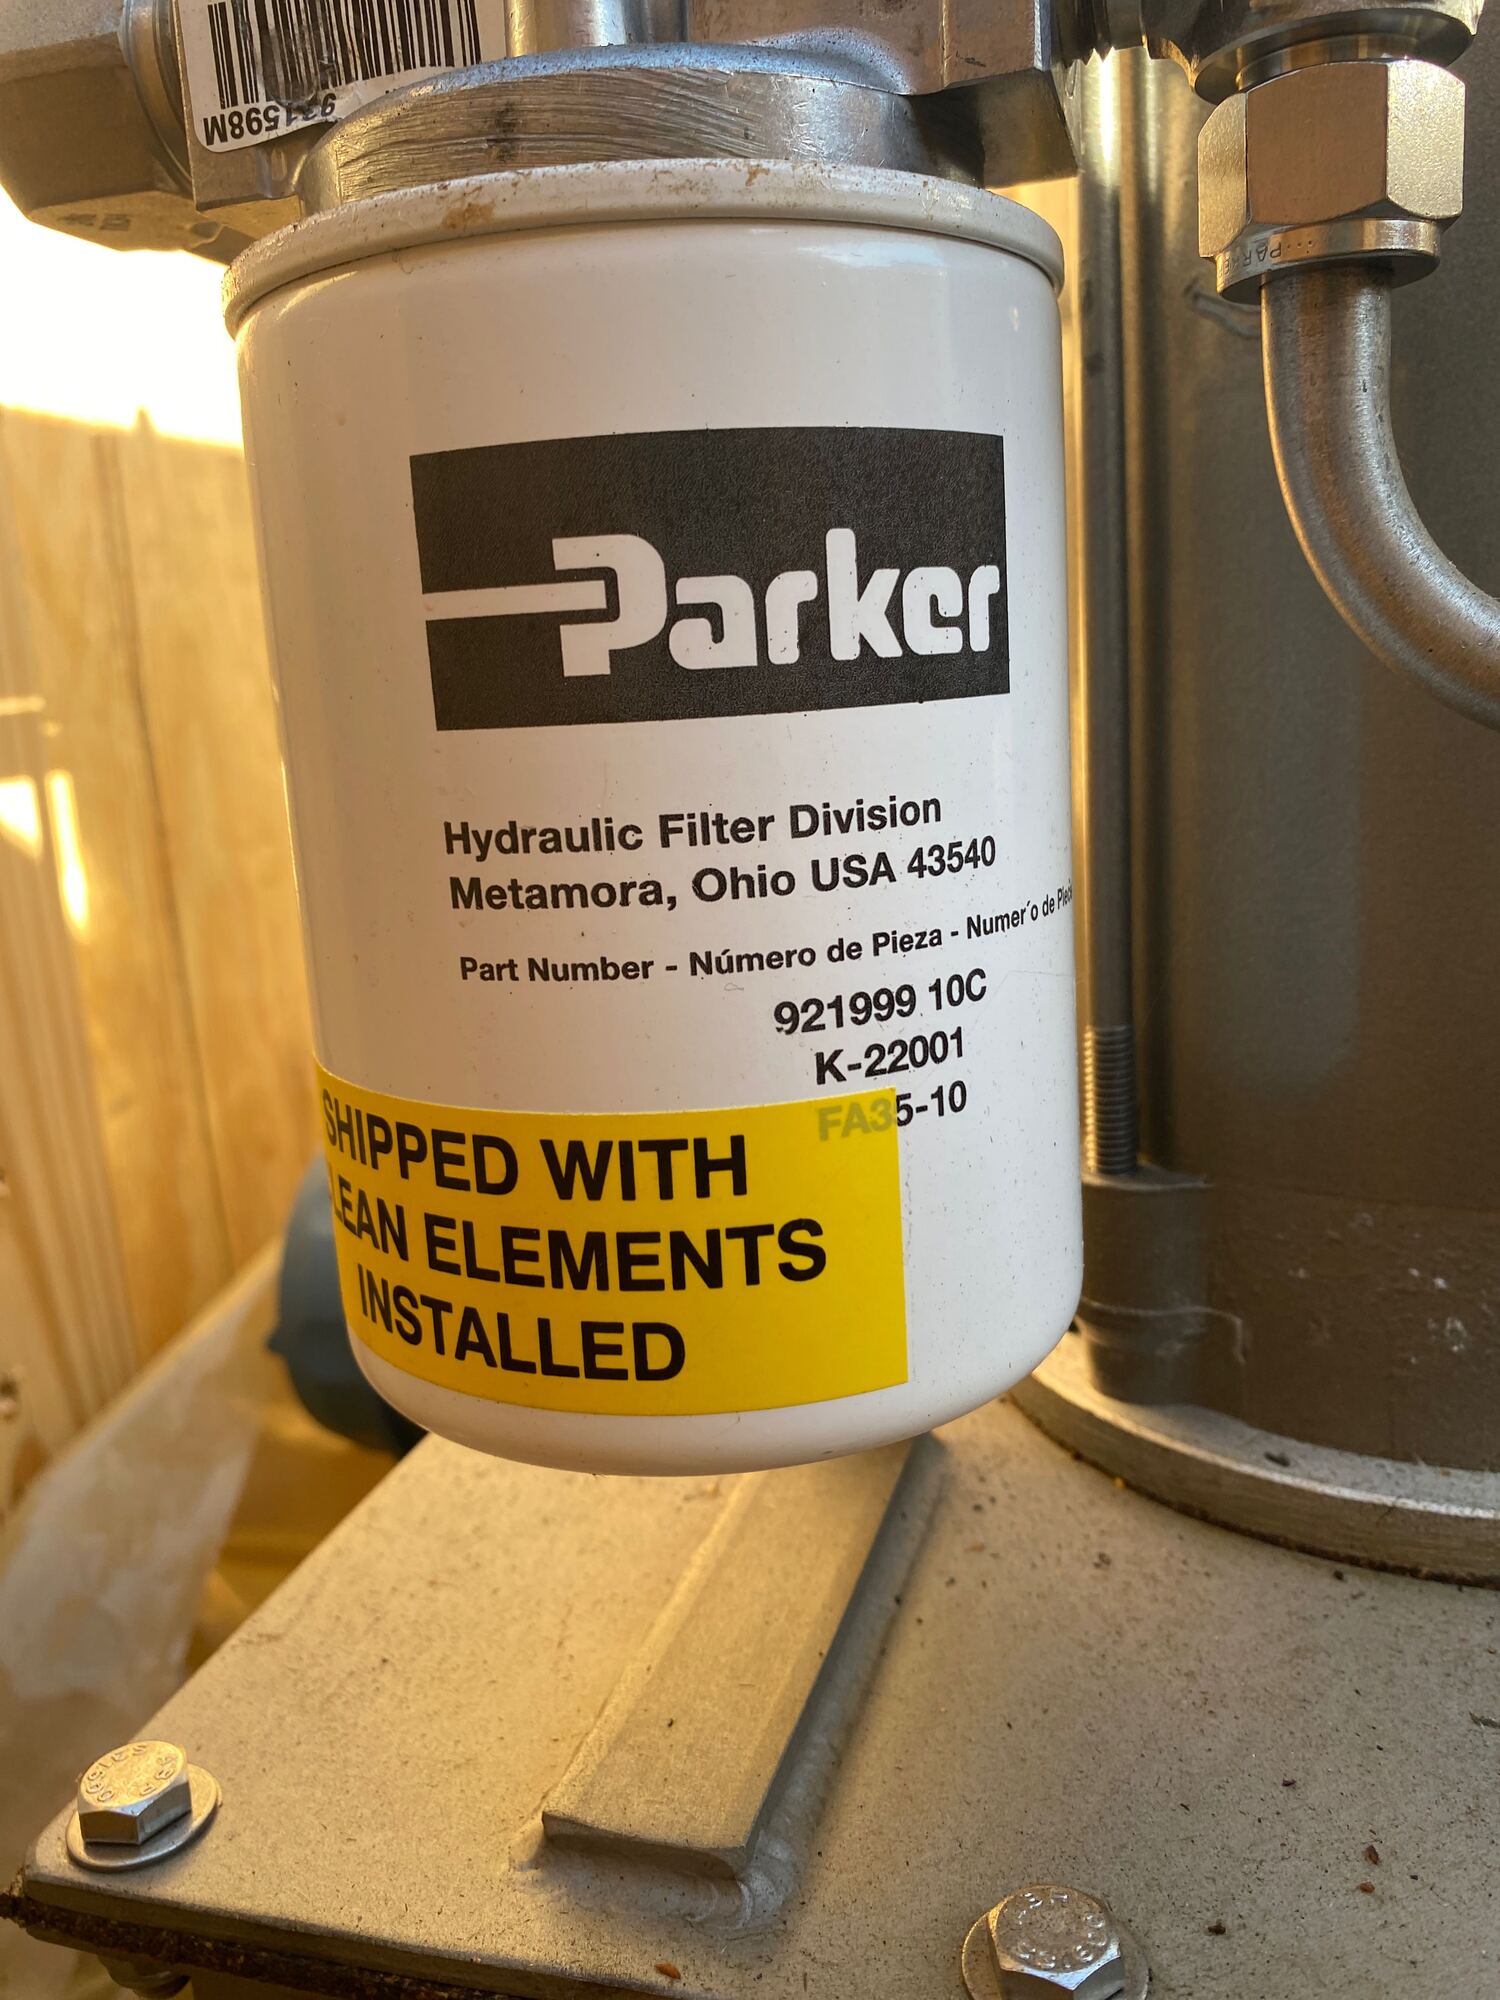 Parker
Hydraulic Filter Division
Metamora, Ohio USA 43540
Part Number - Número de Pieza - Numer´o de
921999 10C
K-22001
FA35-10
SHIPPED WITH
LEAN ELEMENTS
INSTALLED